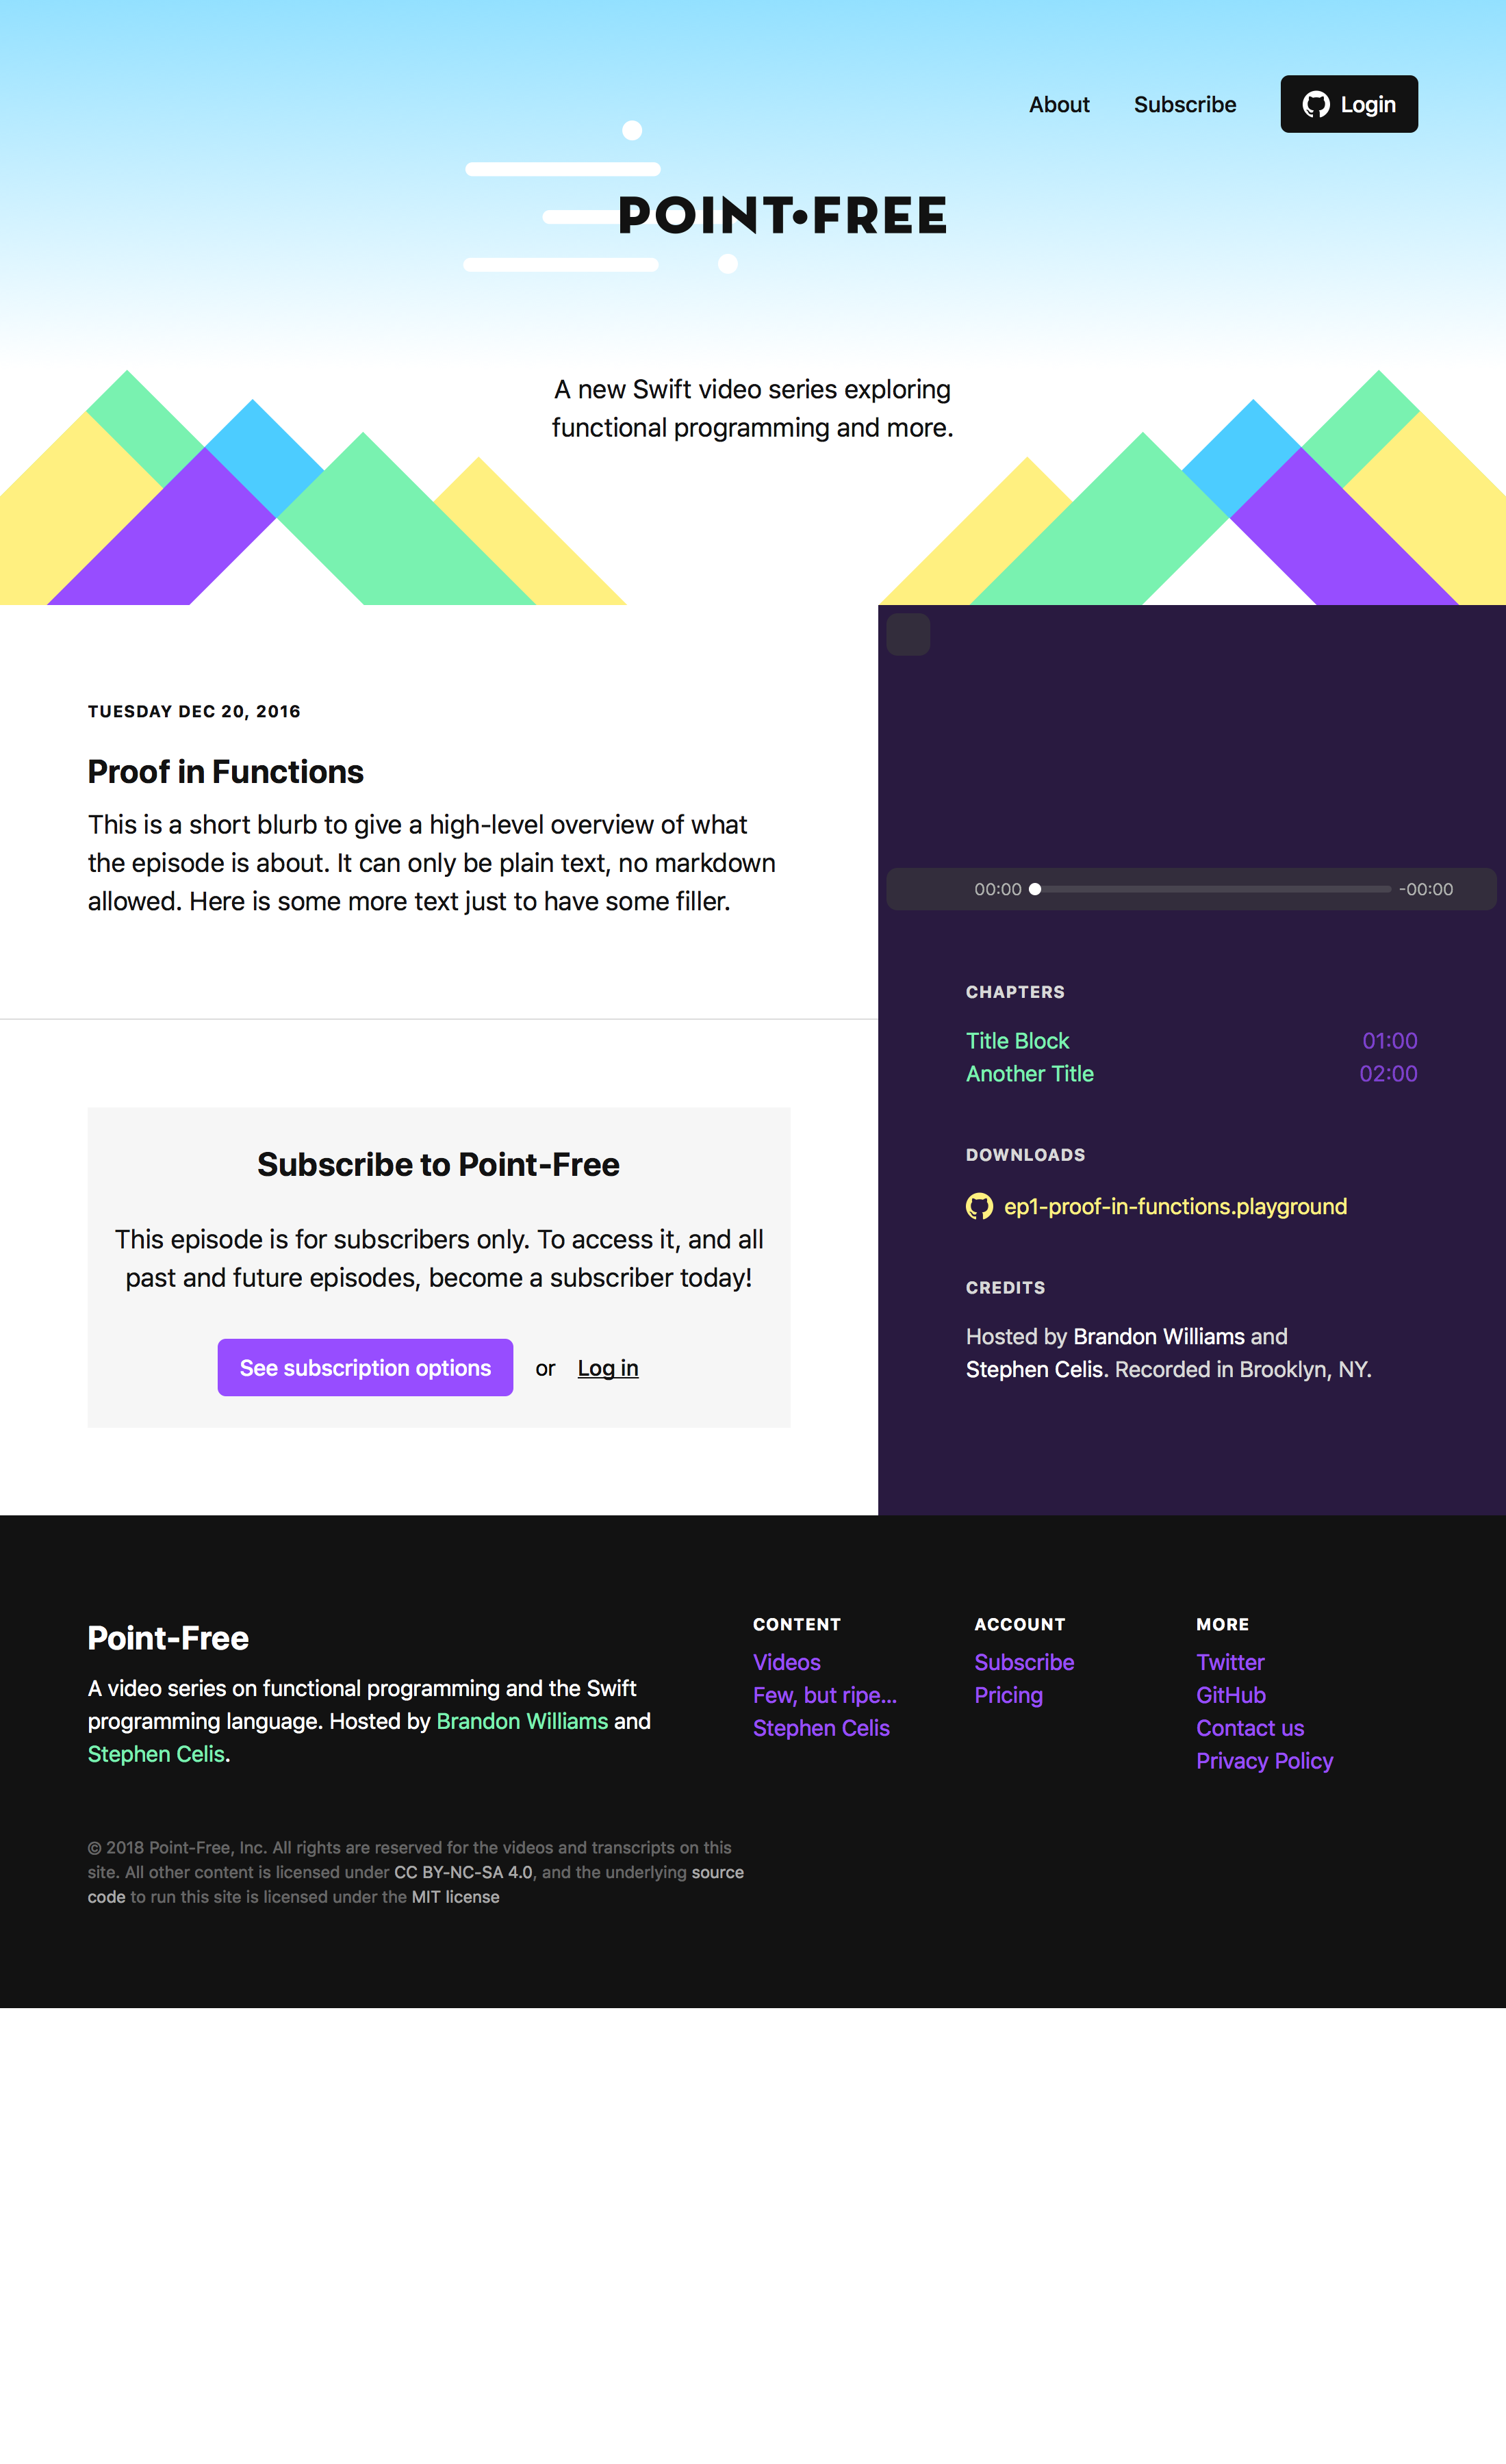 About Subscribe Login
POINT•FREE
A new Swift video series exploring
functional programming and more.
TUESDAY DEC 20, 2016
Proof in Functions
This is a short blurb to give a high-level overview of what
the episode is about. It can only be plain text, no markdown
allowed. Here is some more text just to have some filler.
Subscribe to Point-Free
This episode is for subscribers only. To access it, and all
past and future episodes, become a subscriber today!
See subscription options or Log in
00:00 -00:00
CHAPTERS
Title Block 01:00
Another Title 02:00
DOWNLOADS
ep1-proof-in-functions.playground
CREDITS
Hosted by Brandon Williams and
Stephen Celis. Recorded in Brooklyn, NY.
Point-Free
A video series on functional programming and the Swift
programming language. Hosted by Brandon Williams and
Stephen Celis.
CONTENT
Videos
Few, but ripe...
Stephen Celis
ACCOUNT
Subscribe
Pricing
MORE
Twitter
GitHub
Contact us
Privacy Policy
© 2018 Point-Free, Inc. All rights are reserved for the videos and transcripts on this
site. All other content is licensed under CC BY-NC-SA 4.0, and the underlying source
code to run this site is licensed under the MIT license